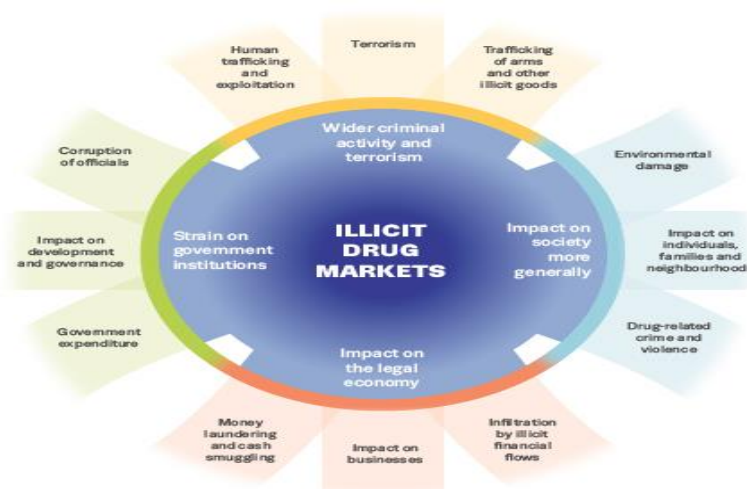 Terrorism
Human
trafficking
and
exploitation
Trafficking
of arms
and other
illicit goods
Wider criminal
activity and
terrorism
Corruption
of officials
Environmental
damage
Strain on
government
institutions
ILLICIT
DRUG
MARKETS
Impact on
society
more
generally
Impact on
development
and governance
Impact on
individuals,
families and
neighbourhood
Government
expenditure
Drug-related
crime and
violence
Impact on
the legal
economy
Money
laundering
and cash
smuggling
Impact on
businesses
Infiltration
by illicit
financial
flows